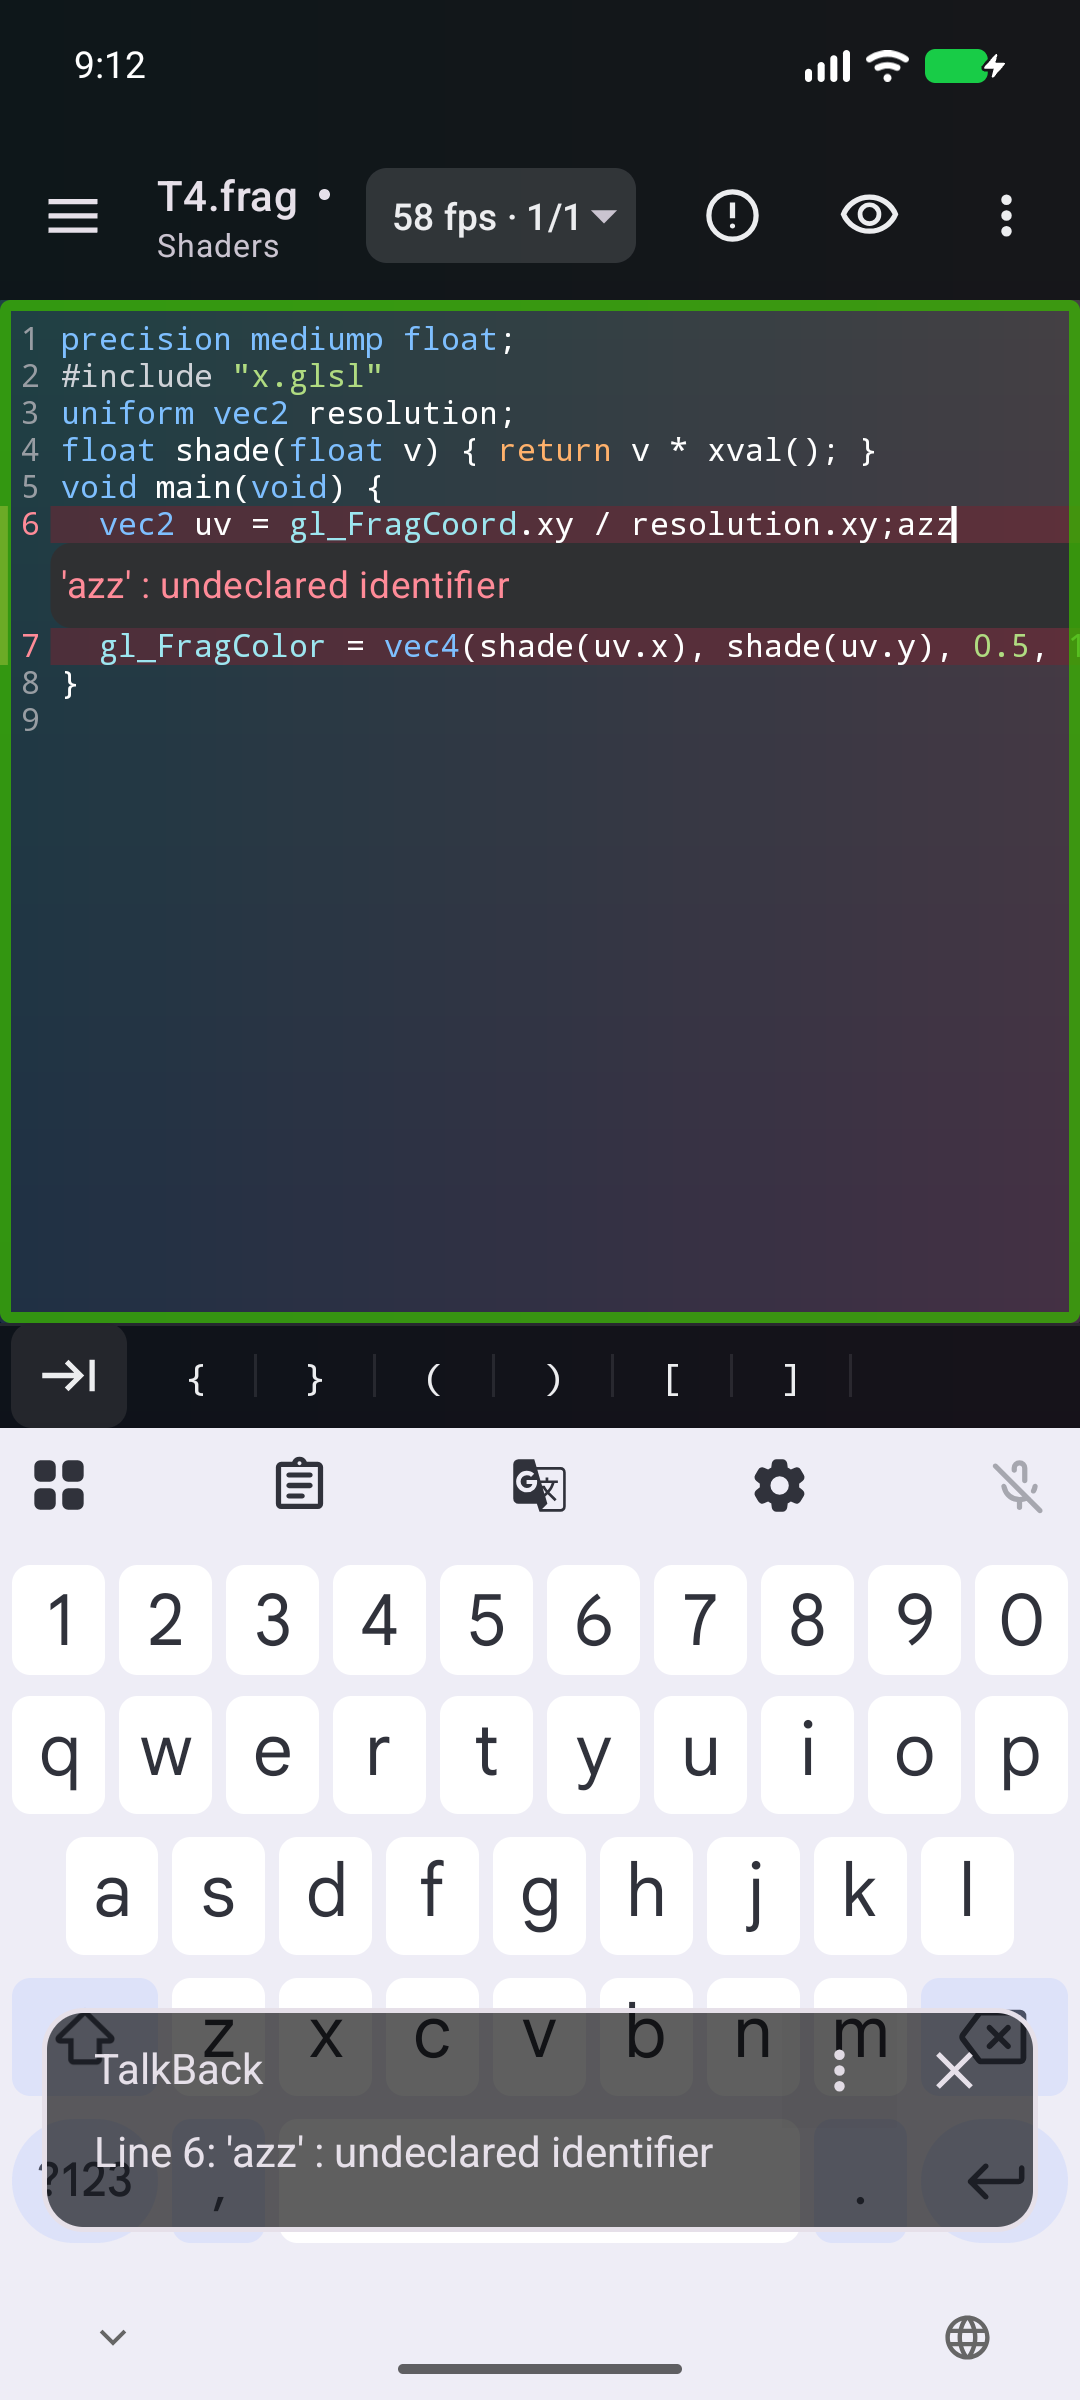 9:12
T4.frag •
Shaders
58 fps · 1/1
1 precision mediump float;
2 #include "x.glsl"
3 uniform vec2 resolution;
4 float shade(float v) { return v * xval(); }
5 void main(void) {
6 vec2 uv = gl_FragCoord.xy / resolution.xy;azz
'azz' : undeclared identifier
7 gl_FragColor = vec4(shade(uv.x), shade(uv.y), 0.5, 1
8 }
9
{ } ( ) [ ]
1 2 3 4 5 6 7 8 9 0
q w e r t y u i o p
a s d f g h j k l
z x c v b n m
TalkBack
Line 6: 'azz' : undeclared identifier
?123 , .